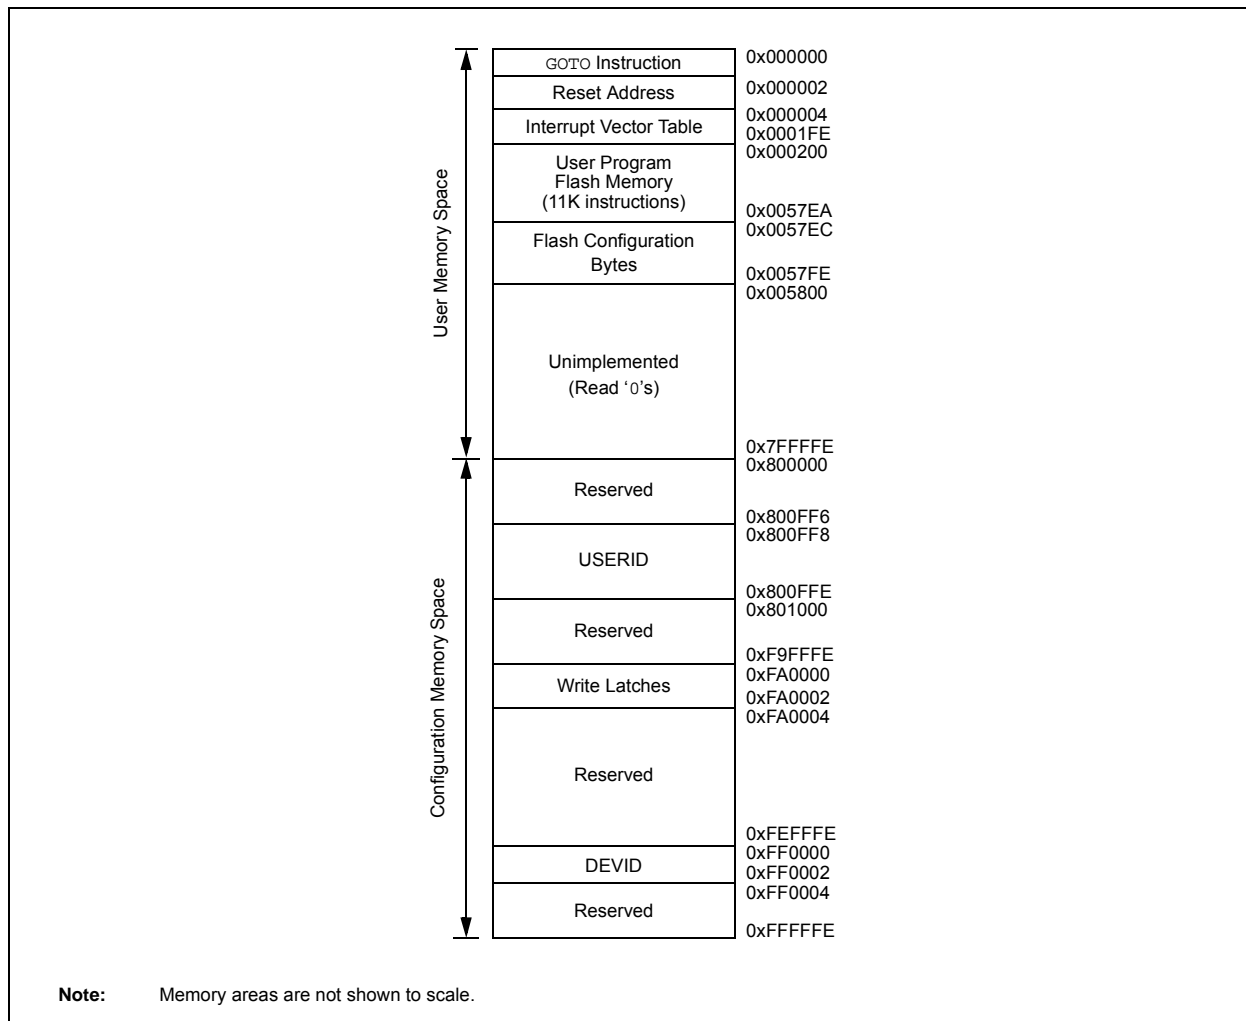 GOTO Instruction
0x000000
Reset Address
0x000002
Interrupt Vector Table
0x000004
0x0001FE
User Program
Flash Memory
(11K instructions)
0x000200
0x0057EA
Flash Configuration
Bytes
0x0057EC
0x0057FE
Unimplemented
(Read ‘0’s)
0x005800
0x7FFFFE
User Memory Space
Reserved
0x800000
0x800FF6
USERID
0x800FF8
0x800FFE
Reserved
0x801000
0xF9FFFE
Write Latches
0xFA0000
0xFA0002
Reserved
0xFA0004
0xFEFFFE
DEVID
0xFF0000
0xFF0002
Reserved
0xFF0004
0xFFFFFE
Configuration Memory Space
Note: Memory areas are not shown to scale.